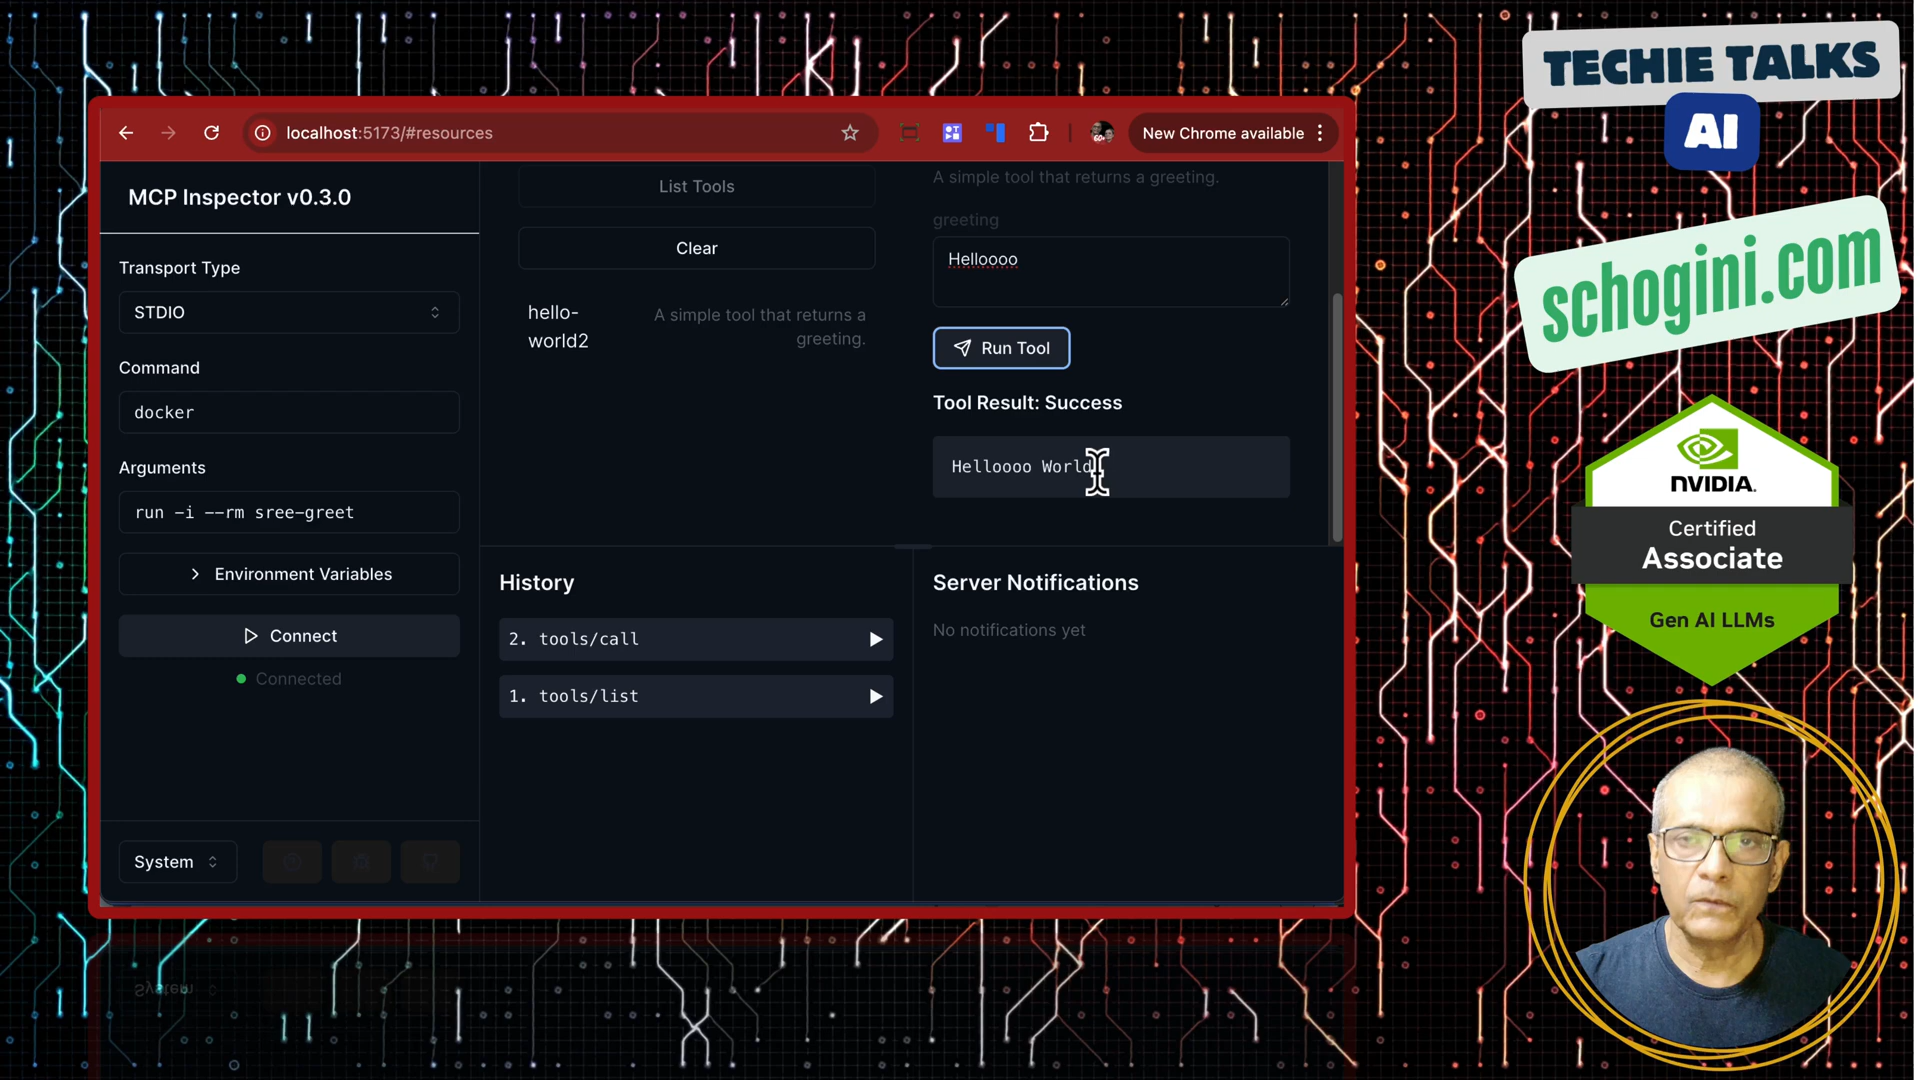 TECHIE TALKS
AI
schogini.com
NVIDIA.
Certified
Associate
Gen AI LLMs
localhost:5173/#resources
New Chrome available
MCP Inspector v0.3.0
Transport Type
STDIO
Command
docker
Arguments
run -i --rm sree-greet
Environment Variables
Connect
Connected
System
List Tools
Clear
hello-
world2
A simple tool that returns a
greeting.
A simple tool that returns a greeting.
greeting
Helloooo
Run Tool
Tool Result: Success
Helloooo World
History
2. tools/call
1. tools/list
Server Notifications
No notifications yet